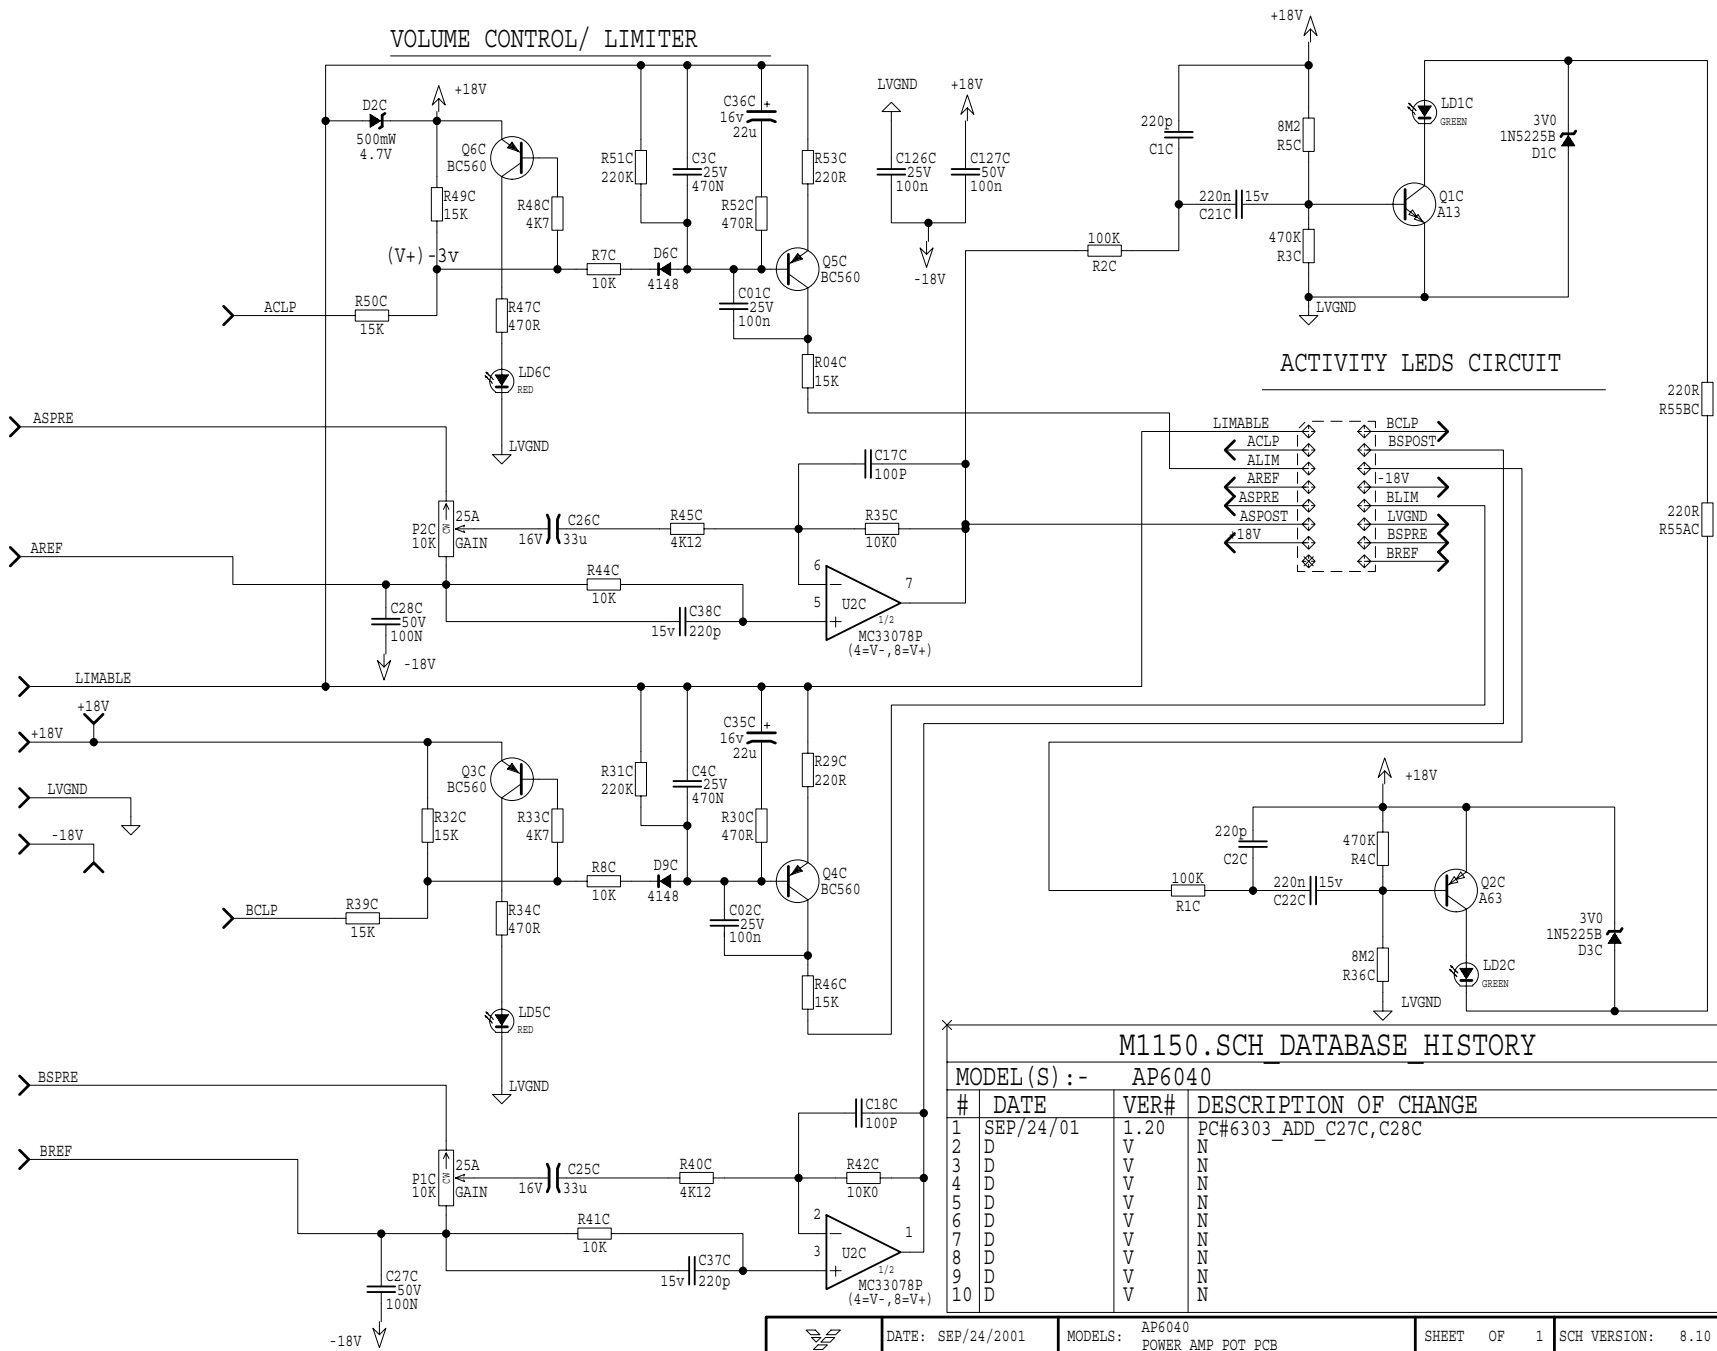 VOLUME CONTROL/ LIMITER
+18V
D2C
500mW
4.7V
+18V
Q6C
BC560
R49C
15K
R48C
4K7
(V+)-3v
ACLP
R50C
15K
R47C
470R
LD6C
RED
LVGND
R7C
10K
D6C
4148
R51C
220K
C3C
25V
470N
C36C
16v
+
22u
R52C
470R
R53C
220R
Q5C
BC560
C01C
25V
100n
R04C
15K
LVGND
+18V
C126C
25V
100n
C127C
50V
100n
-18V
100K
R2C
220p
C1C
220n
15v
C21C
8M2
R5C
470K
R3C
LVGND
LD1C
GREEN
Q1C
A13
3V0
1N5225B
D1C
ACTIVITY LEDS CIRCUIT
220R
R55BC
220R
R55AC
LIMABLE
ACLP
ALIM
AREF
ASPRE
ASPOST
+18V
BCLP
BSPOST
-18V
BLIM
LVGND
BSPRE
BREF
ASPRE
AREF
P2C
10K
25A
GAIN
CW
16V
C26C
33u
R45C
4K12
C17C
100P
R35C
10K0
R44C
10K
C38C
15v
220p
C28C
50V
100N
-18V
6
5
7
U2C
1/2
MC33078P
(4=V-,8=V+)
LIMABLE
+18V
+18V
LVGND
-18V
Q3C
BC560
R32C
15K
R33C
4K7
BCLP
R39C
15K
R34C
470R
LD5C
RED
LVGND
R8C
10K
D9C
4148
R31C
220K
C4C
25V
470N
C35C
16v
+
22u
R30C
470R
R29C
220R
Q4C
BC560
C02C
25V
100n
R46C
15K
+18V
220p
C2C
100K
R1C
220n
15v
C22C
470K
R4C
8M2
R36C
LVGND
Q2C
A63
LD2C
GREEN
3V0
1N5225B
D3C
BSPRE
BREF
P1C
10K
25A
GAIN
CW
16V
C25C
33u
R40C
4K12
C18C
100P
R42C
10K0
R41C
10K
C37C
15v
220p
C27C
50V
100N
-18V
2
3
1
U2C
1/2
MC33078P
(4=V-,8=V+)
M1150.SCH_DATABASE_HISTORY
MODEL(S):- AP6040
# DATE VER# DESCRIPTION OF CHANGE
1 SEP/24/01 1.20 PC#6303_ADD_C27C,C28C
2 D V N
3 D V N
4 D V N
5 D V N
6 D V N
7 D V N
8 D V N
9 D V N
10 D V N
DATE: SEP/24/2001
MODELS: AP6040
POWER AMP POT PCB
SHEET OF 1
SCH VERSION: 8.10